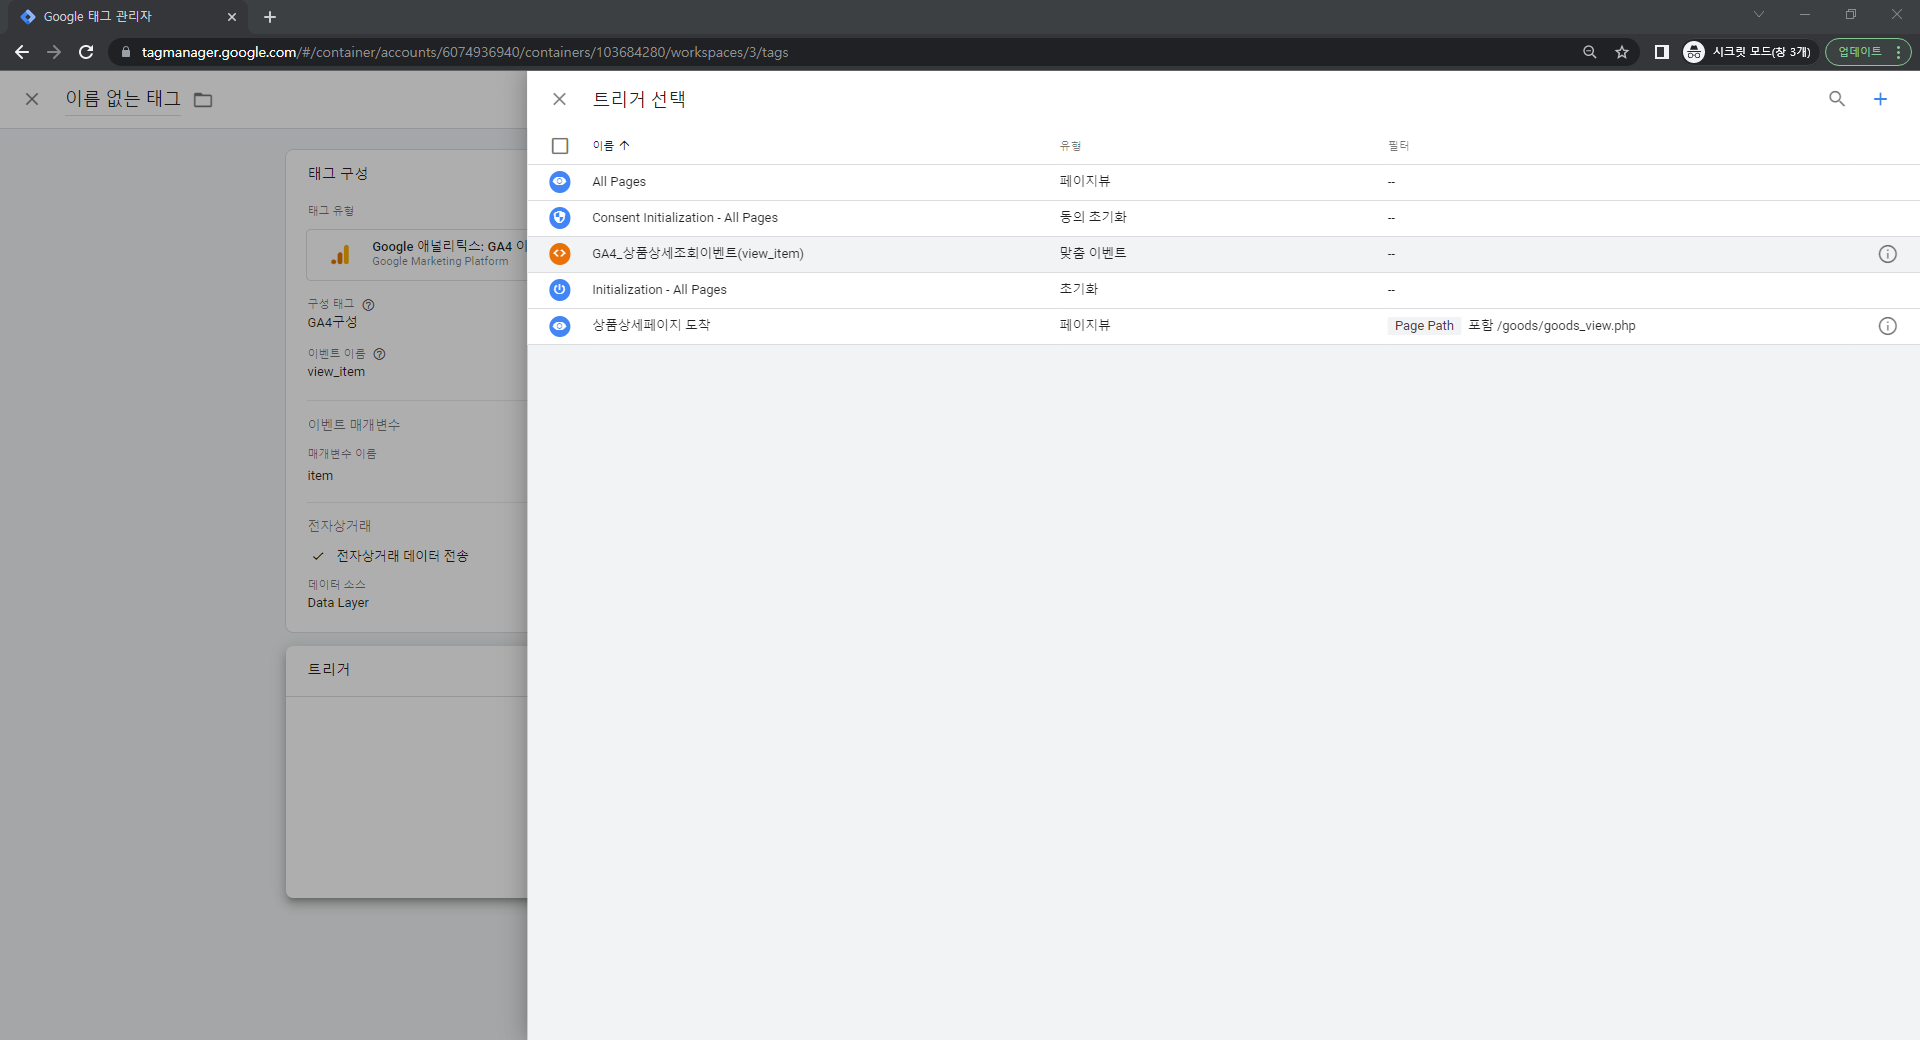 Google 태그 관리자
tagmanager.google.com/#/container/accounts/6074936940/containers/103684280/workspaces/3/tags
시크릿 모드(창 3개)
업데이트
이름 없는 태그
태그 구성
태그 유형
Google 애널리틱스: GA4 이
Google Marketing Platform
구성 태그
GA4구성
이벤트 이름
view_item
이벤트 매개변수
매개변수 이름
item
전자상거래
전자상거래 데이터 전송
데이터 소스
Data Layer
트리거
트리거 선택
이름 유형 필터
All Pages 페이지뷰 --
Consent Initialization - All Pages 동의 초기화 --
GA4_상품상세조회이벤트(view_item) 맞춤 이벤트 --
Initialization - All Pages 초기화 --
상품상세페이지 도착 페이지뷰 Page Path 포함 /goods/goods_view.php